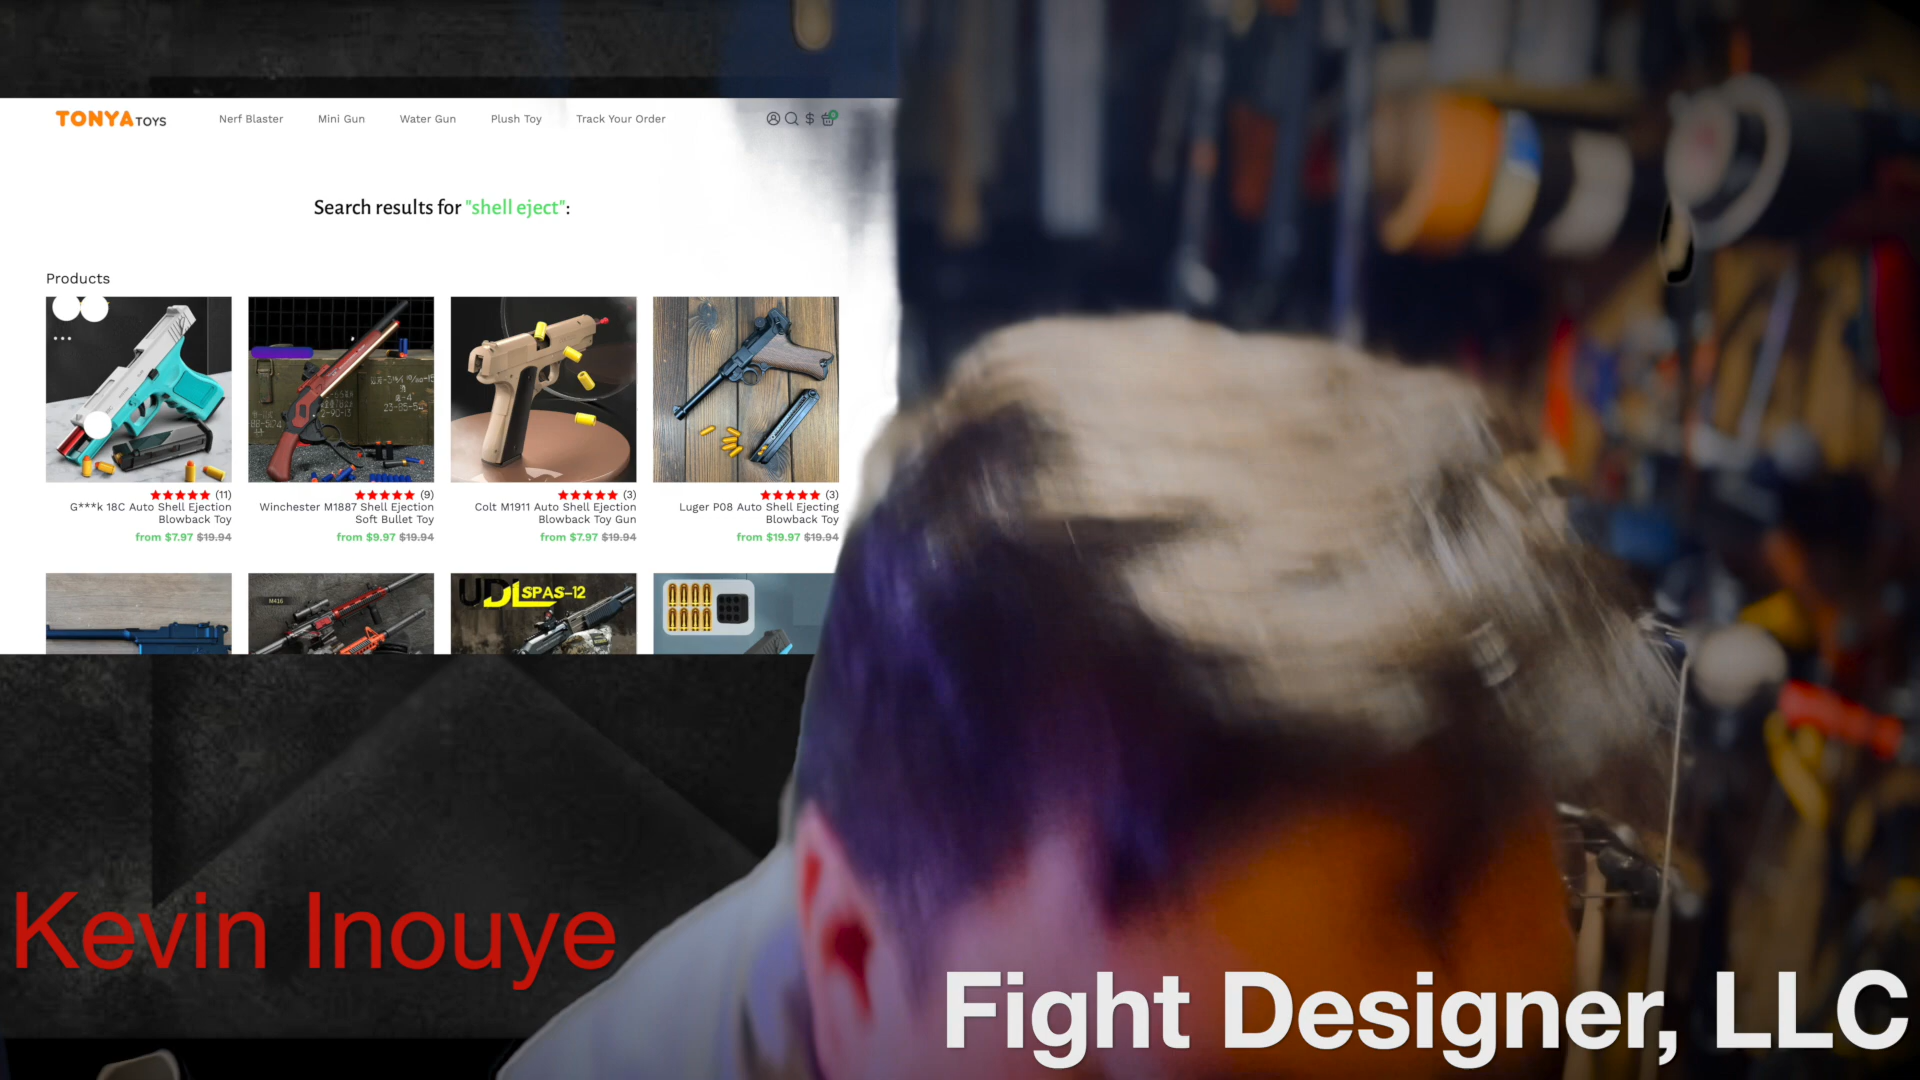 TONYA TOYS
Nerf Blaster Mini Gun Water Gun Plush Toy Track Your Order
$ 0
Search results for "shell eject":
Products
★★★★★ (11)
G***k 18C Auto Shell Ejection
Blowback Toy
from $7.97 $19.94
★★★★★ (9)
Winchester M1887 Shell Ejection
Soft Bullet Toy
from $9.97 $19.94
★★★★★ (3)
Colt M1911 Auto Shell Ejection
Blowback Toy Gun
from $7.97 $19.94
★★★★★ (3)
Luger P08 Auto Shell Ejecting
Blowback Toy
from $19.97 $19.94
M416
UDL SPAS-12
Kevin Inouye
Fight Designer, LLC